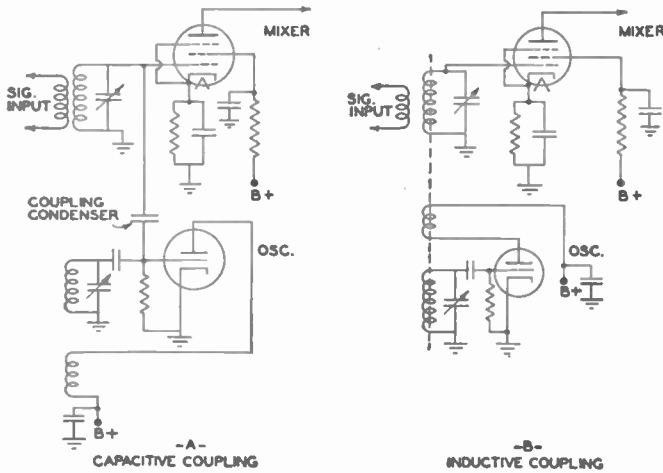 MIXER
SIG.
INPUT
B+
COUPLING
CONDENSER
OSC.
B+
-A-
CAPACITIVE COUPLING
MIXER
SIG.
INPUT
B+
OSC.
B+
-B-
INDUCTIVE COUPLING